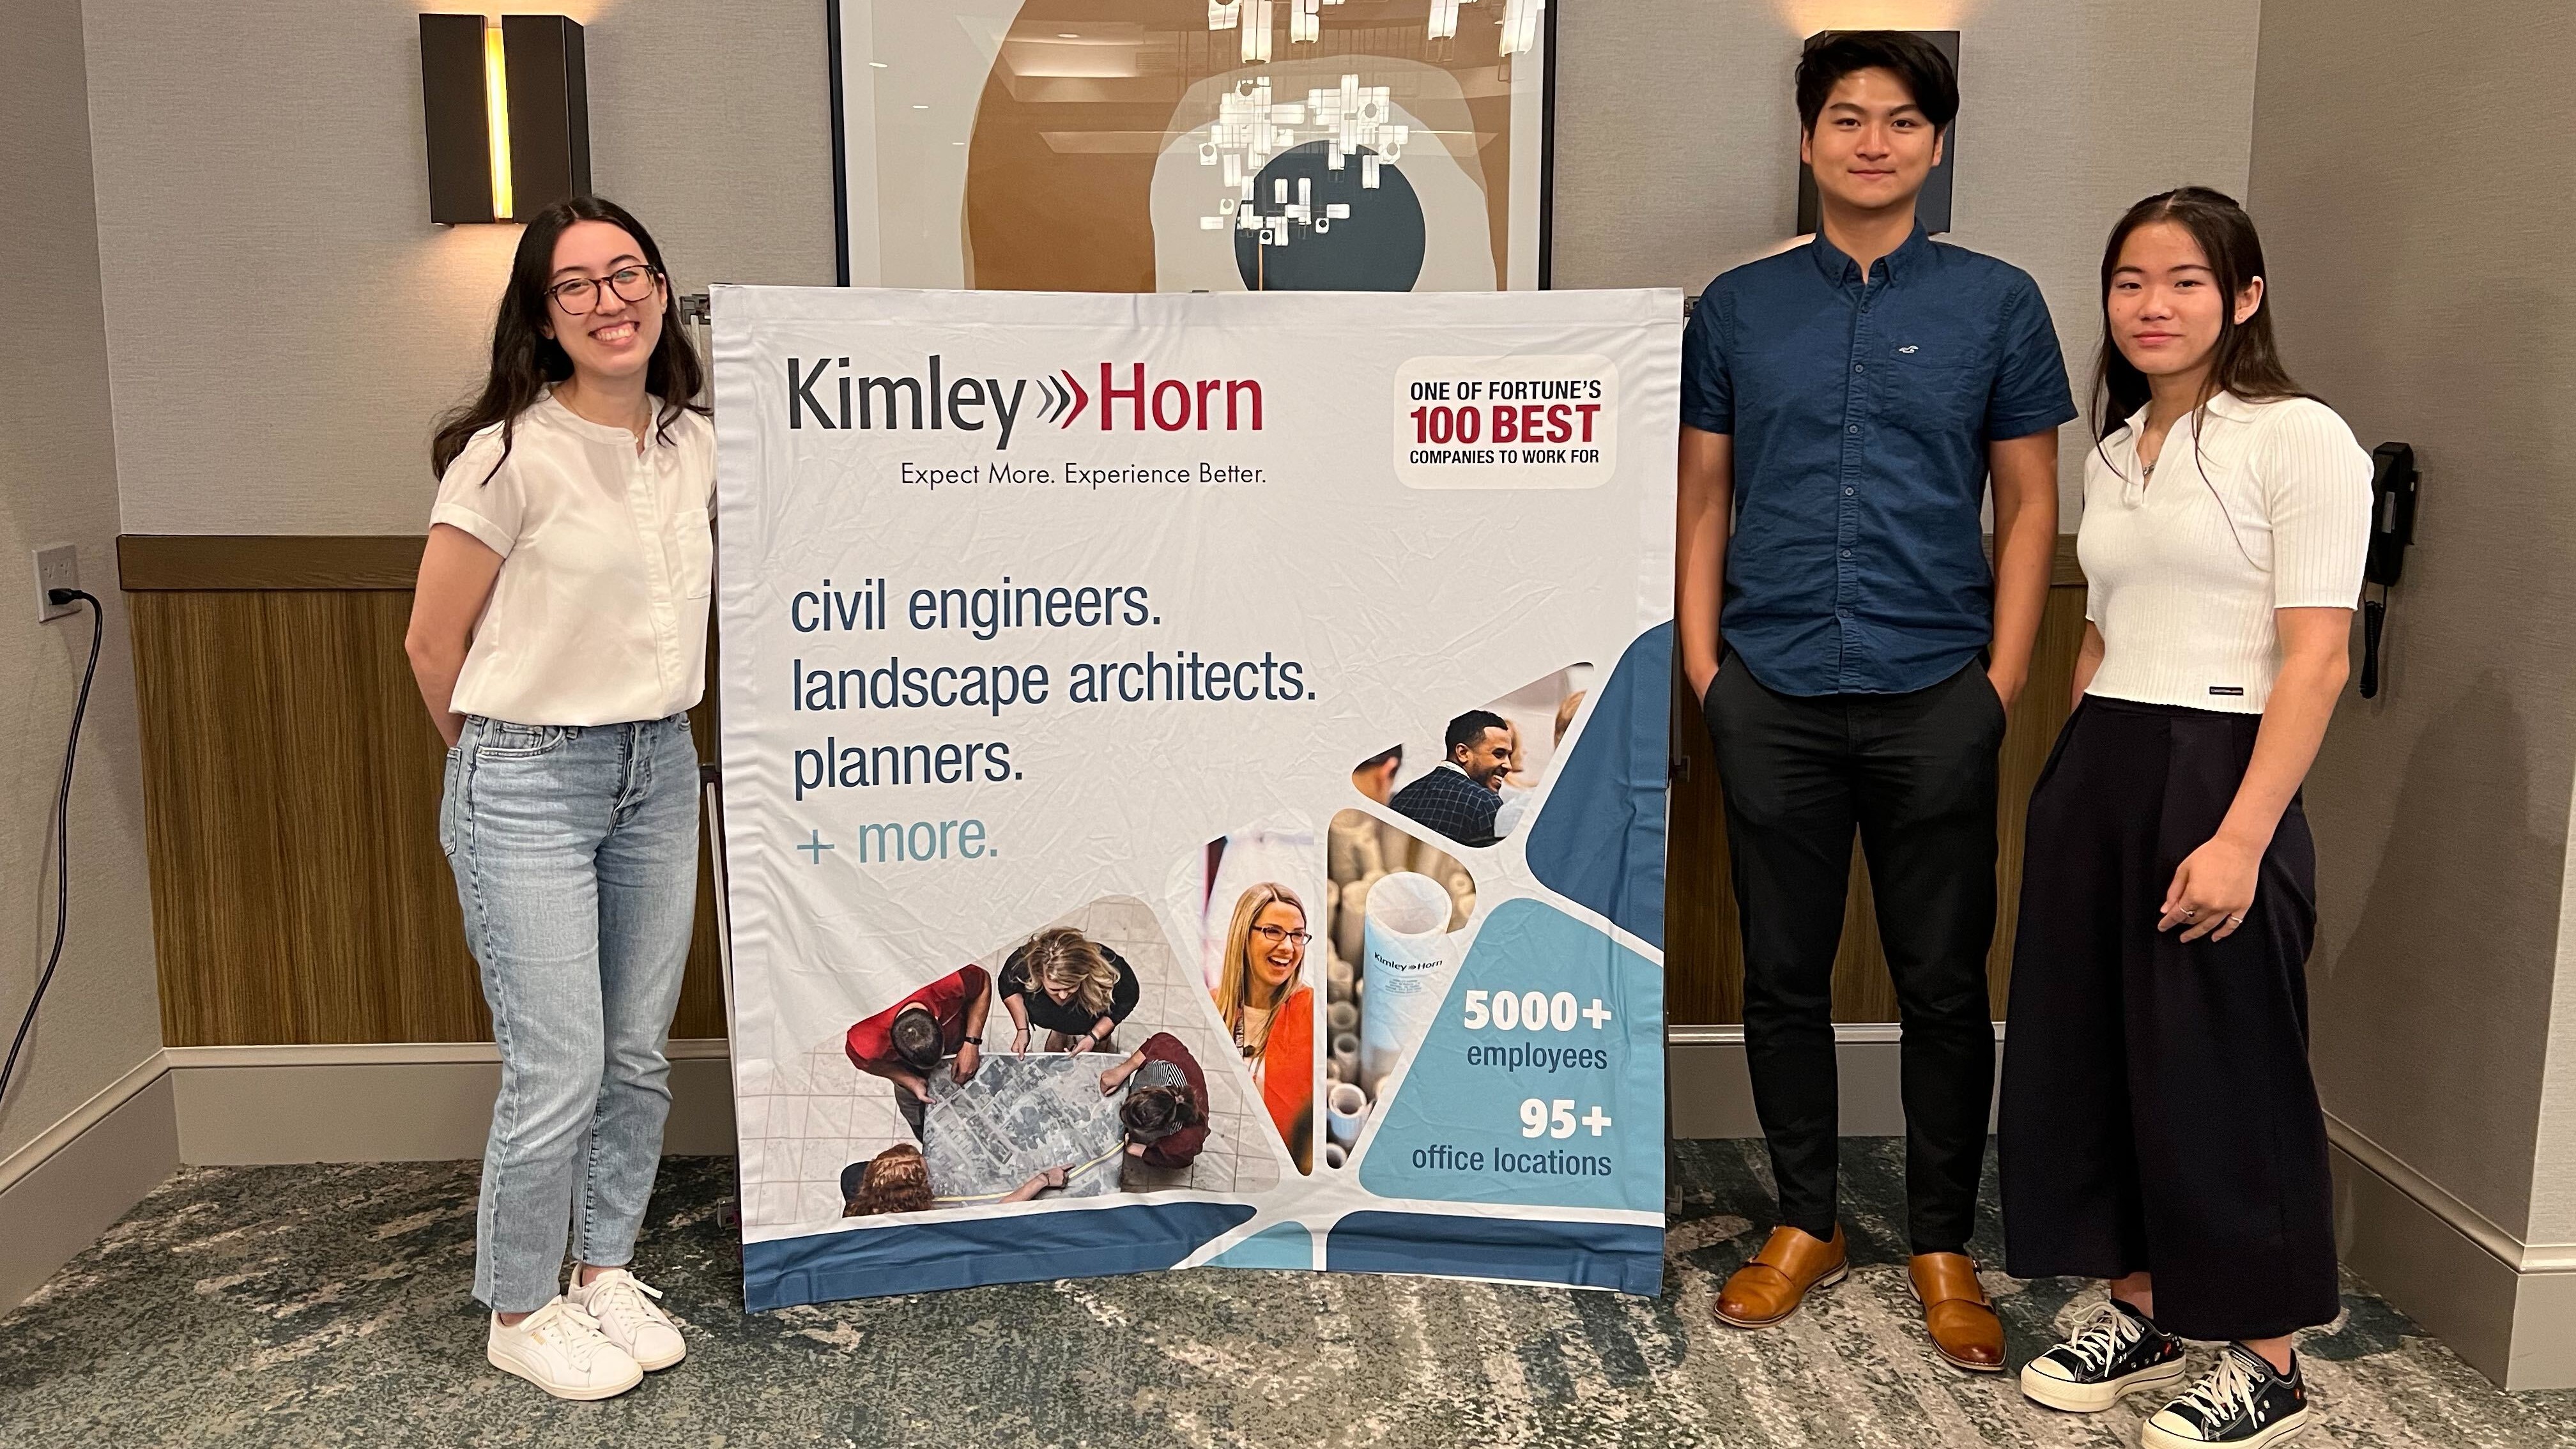 Kimley»Horn
Expect More. Experience Better.
ONE OF FORTUNE'S
100 BEST
COMPANIES TO WORK FOR
civil engineers.
landscape architects.
planners.
+ more.
Kimley»Horn
5000+
employees
95+
office locations